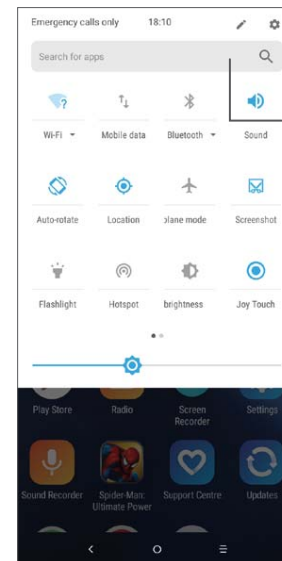 Emergency calls only 18:10
Search for apps
?
Wi-Fi Mobile data Bluetooth Sound
Auto-rotate Location plane mode Screenshot
Flashlight Hotspot brightness Joy Touch
Play Store Radio Screen Settings
Recorder
Sound Recorder Spider-Man: Support Centre Updates
Ultimate Power